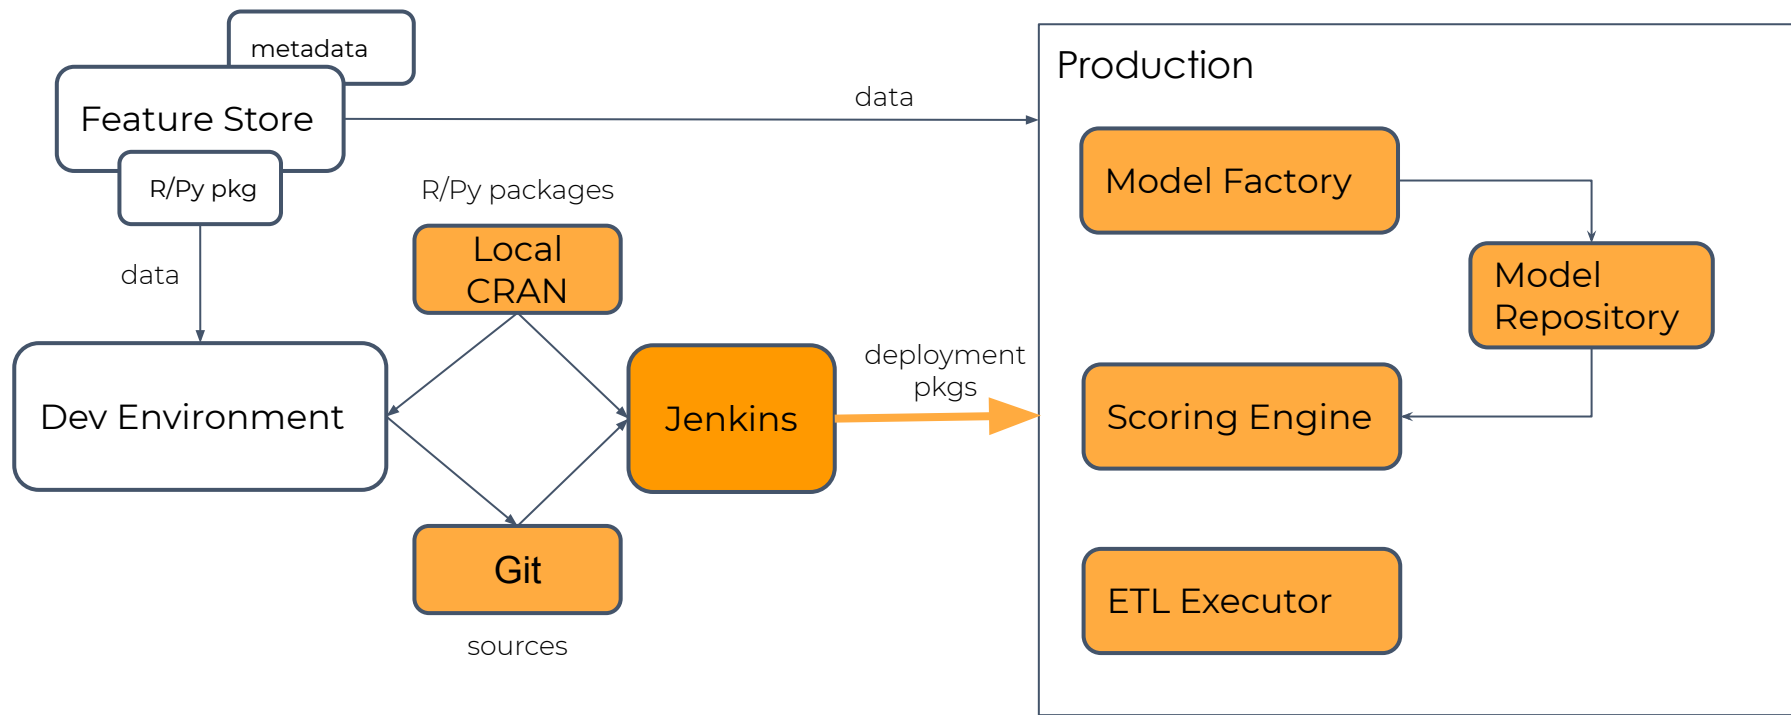 metadata
Feature Store
R/Py pkg
data
Production
data
R/Py packages
Local
CRAN
Dev Environment
Jenkins
Git
sources
deployment
pkgs
Model Factory
Model
Repository
Scoring Engine
ETL Executor